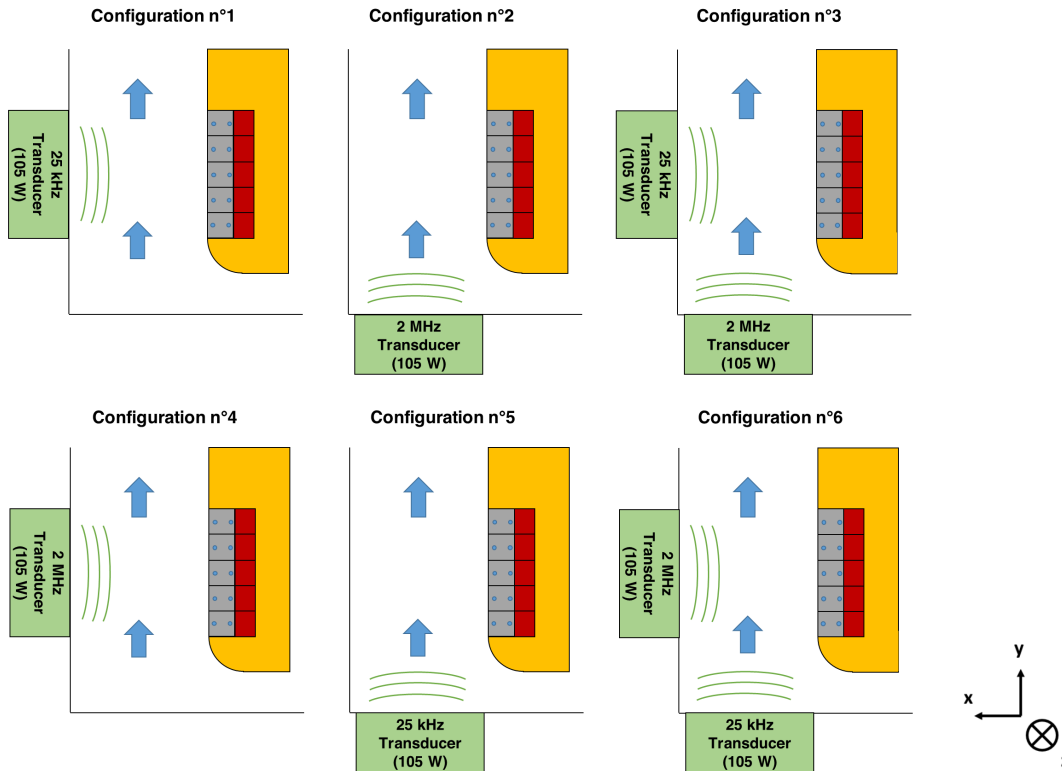 Configuration n°1
Configuration n°2
Configuration n°3
25 kHz
Transducer
(105 W)
2 MHz
Transducer
(105 W)
25 kHz
Transducer
(105 W)
2 MHz
Transducer
(105 W)
Configuration n°4
Configuration n°5
Configuration n°6
2 MHz
Transducer
(105 W)
25 kHz
Transducer
(105 W)
2 MHz
Transducer
(105 W)
25 kHz
Transducer
(105 W)
y
x